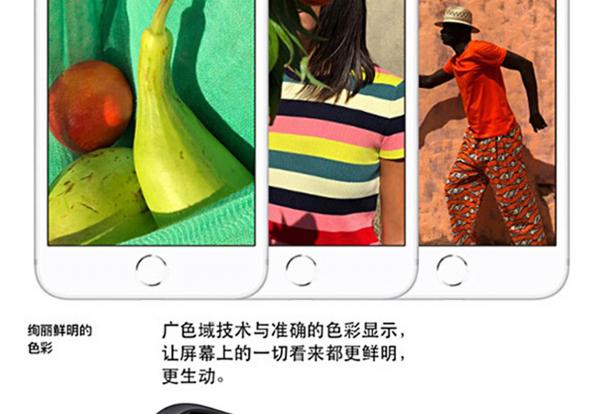 绚丽鲜明的
色彩
广色域技术与准确的色彩显示，
让屏幕上的一切看来都更鲜明，
更生动。